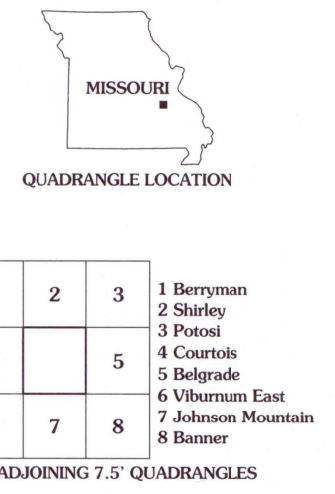 MISSOURI
QUADRANGLE LOCATION
2 3
5
7 8
1 Berryman
2 Shirley
3 Potosi
4 Courtois
5 Belgrade
6 Viburnum East
7 Johnson Mountain
8 Banner
ADJOINING 7.5' QUADRANGLES